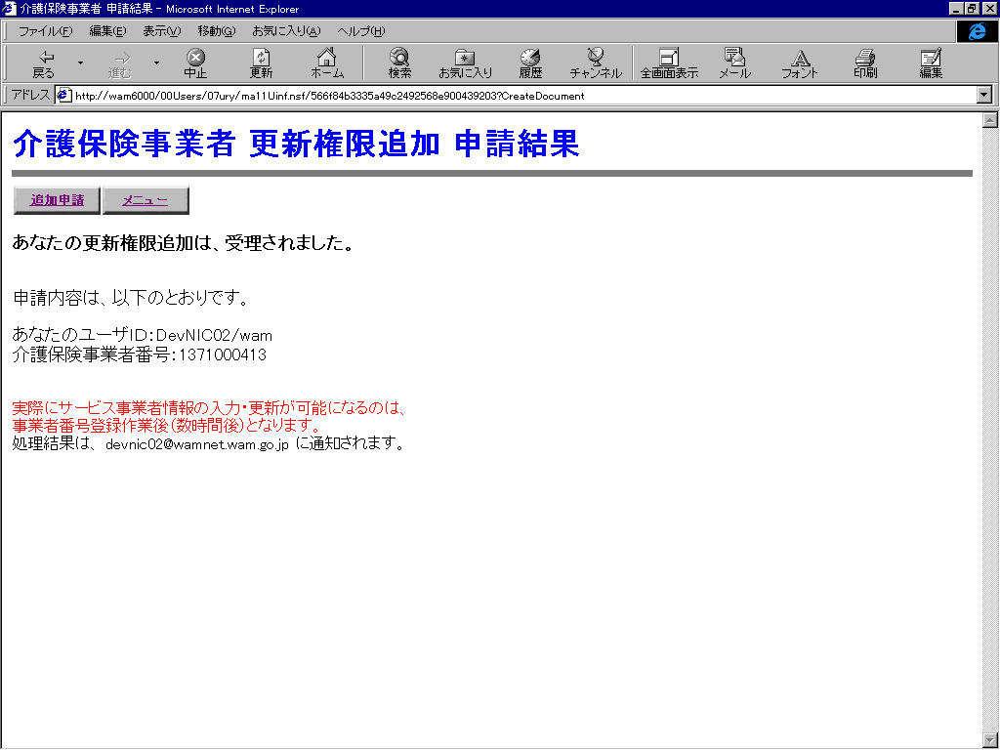 介護保険事業者 申請結果 - Microsoft Internet Explorer
ファイル(F) 編集(E) 表示(V) 移動(G) お気に入り(A) ヘルプ(H)
戻る 進む 中止 更新 ホーム 検索 お気に入り 履歴 チャンネル 全画面表示 メール フォント 印刷 編集
アドレス http://wam6000/00Users/07ury/ma11Uinf.nsf/566f84b3335a49c2492568e900439203?CreateDocument
介護保険事業者 更新権限追加 申請結果
追加申請 メニュー
あなたの更新権限追加は、受理されました。
申請内容は、以下のとおりです。
あなたのユーザID：DevNIC02/wam
介護保険事業者番号：1371000413
実際にサービス事業者情報の入力・更新が可能になるのは、
事業者番号登録作業後（数時間後）となります。
処理結果は、 devnic02@wamnet.wam.go.jp に通知されます。